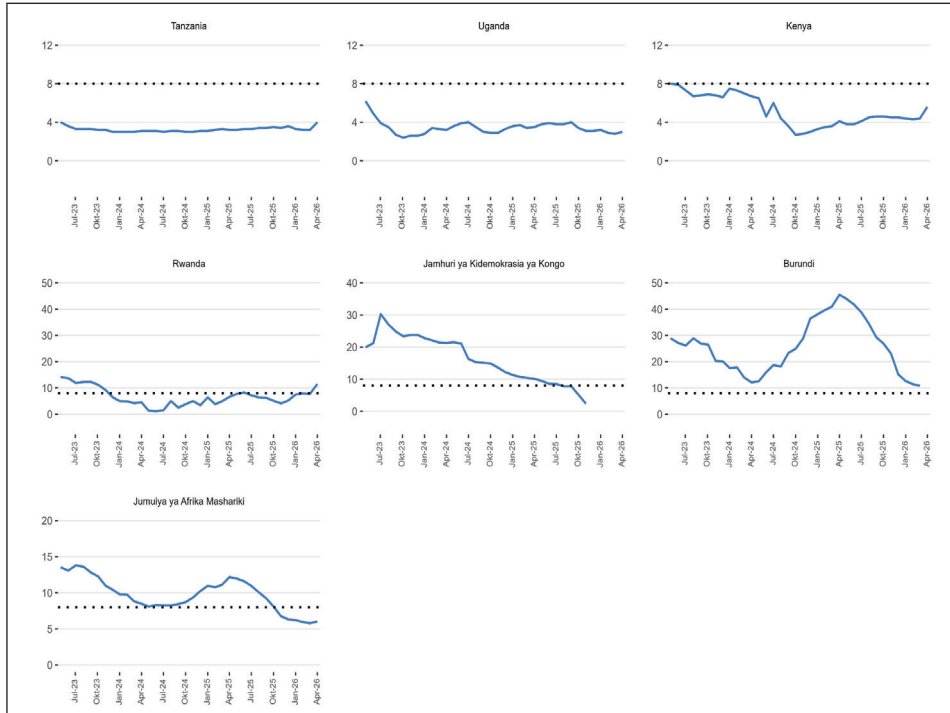 Tanzania
12
8
4
0
Jul-23 Okt-23 Jan-24 Apr-24 Jul-24 Okt-24 Jan-25 Apr-25 Jul-25 Okt-25 Jan-26 Apr-26
Uganda
12
8
4
0
Jul-23 Okt-23 Jan-24 Apr-24 Jul-24 Okt-24 Jan-25 Apr-25 Jul-25 Okt-25 Jan-26 Apr-26
Kenya
12
8
4
0
Jul-23 Okt-23 Jan-24 Apr-24 Jul-24 Okt-24 Jan-25 Apr-25 Jul-25 Okt-25 Jan-26 Apr-26
Rwanda
50
40
30
20
10
0
Jul-23 Okt-23 Jan-24 Apr-24 Jul-24 Okt-24 Jan-25 Apr-25 Jul-25 Okt-25 Jan-26 Apr-26
Jamhuri ya Kidemokrasia ya Kongo
40
30
20
10
0
Jul-23 Okt-23 Jan-24 Apr-24 Jul-24 Okt-24 Jan-25 Apr-25 Jul-25 Okt-25 Jan-26 Apr-26
Burundi
50
40
30
20
10
0
Jul-23 Okt-23 Jan-24 Apr-24 Jul-24 Okt-24 Jan-25 Apr-25 Jul-25 Okt-25 Jan-26 Apr-26
Jumuiya ya Afrika Mashariki
20
15
10
5
0
Jul-23 Okt-23 Jan-24 Apr-24 Jul-24 Okt-24 Jan-25 Apr-25 Jul-25 Okt-25 Jan-26 Apr-26